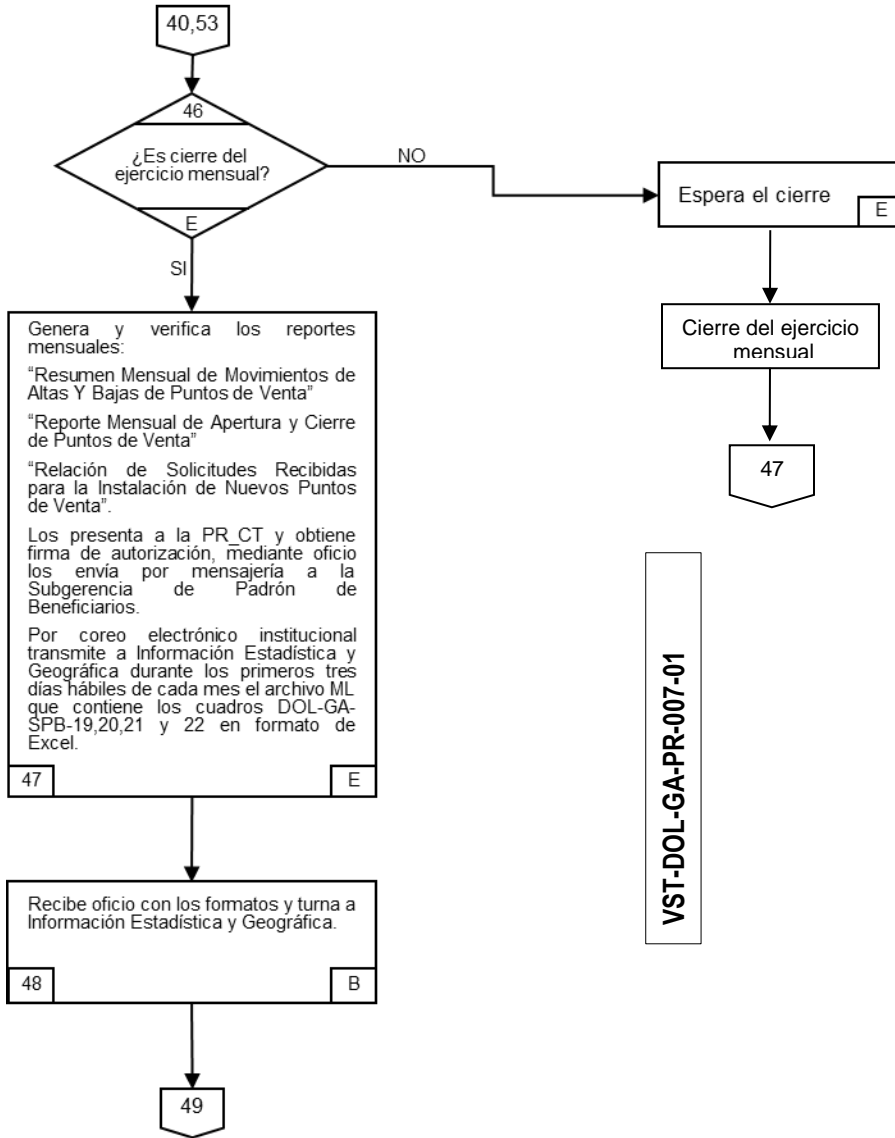 40,53
46
¿Es cierre del
ejercicio mensual?
E
NO
SI
Espera el cierre
E
Cierre del ejercicio
mensual
47
Genera y verifica los reportes
mensuales:
“Resumen Mensual de Movimientos de
Altas Y Bajas de Puntos de Venta”
“Reporte Mensual de Apertura y Cierre
de Puntos de Venta”
“Relación de Solicitudes Recibidas
para la Instalación de Nuevos Puntos
de Venta”.
Los presenta a la PR_CT y obtiene
firma de autorización, mediante oficio
los envía por mensajería a la
Subgerencia de Padrón de
Beneficiarios.
Por coreo electrónico institucional
transmite a Información Estadística y
Geográfica durante los primeros tres
días hábiles de cada mes el archivo ML
que contiene los cuadros DOL-GA-
SPB-19,20,21 y 22 en formato de
Excel.
47
E
VST-DOL-GA-PR-007-01
Recibe oficio con los formatos y turna a
Información Estadística y Geográfica.
48
B
49